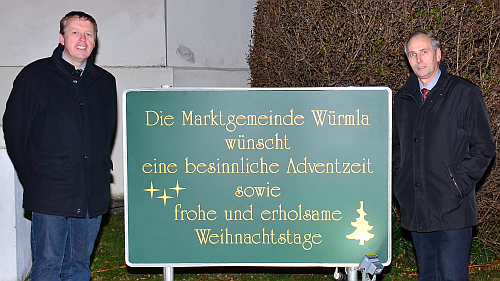 Die Marktgemeinde Würmla
wünscht
eine besinnliche Adventzeit
sowie
frohe und erholsame
Weihnachtstage